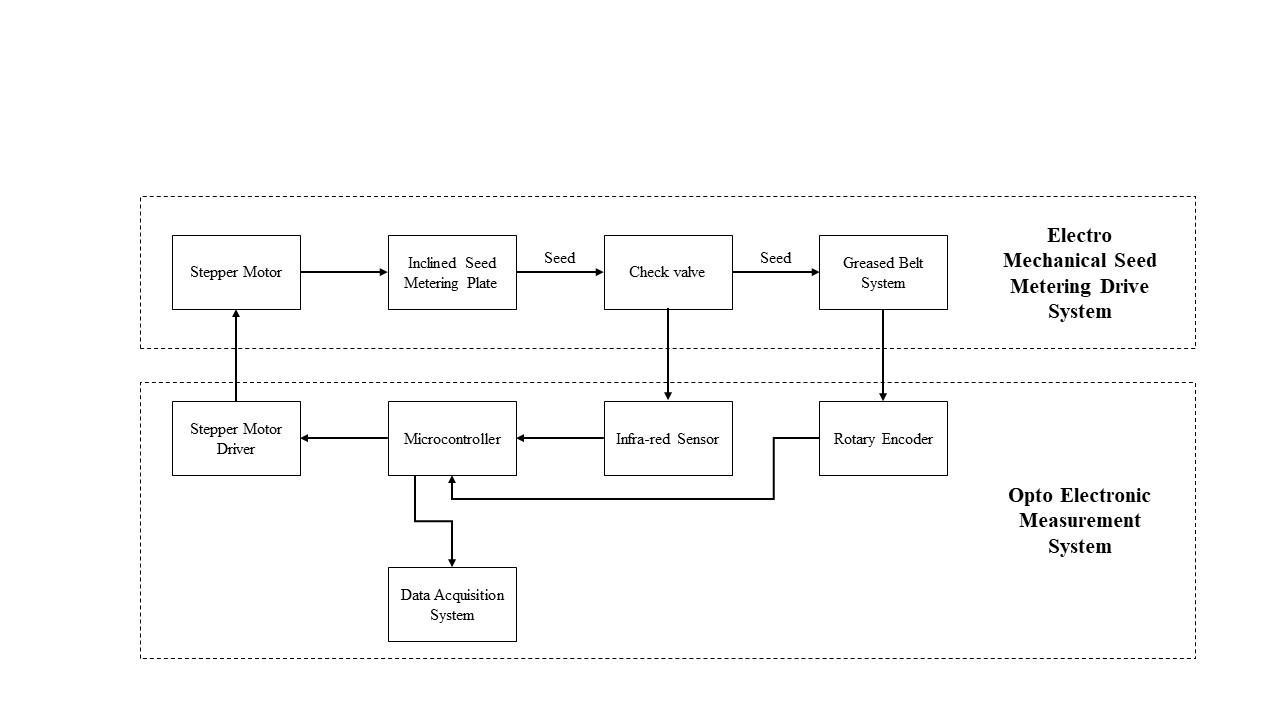 Stepper Motor
Inclined Seed
Metering Plate
Seed
Check valve
Seed
Greased Belt
System
Electro
Mechanical Seed
Metering Drive
System
Stepper Motor
Driver
Microcontroller
Infra-red Sensor
Rotary Encoder
Opto Electronic
Measurement
System
Data Acquisition
System